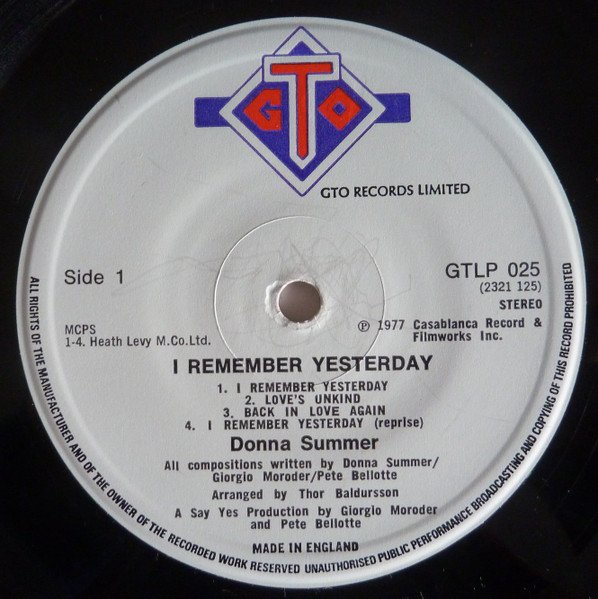 GTO
GTO RECORDS LIMITED
Side 1
GTLP 025
(2321 125)
STEREO
MCPS
1-4. Heath Levy M.Co.Ltd.
℗ 1977 Casablanca Record &
Filmworks Inc.
I REMEMBER YESTERDAY
1. I REMEMBER YESTERDAY
2. LOVE'S UNKIND
3. BACK IN LOVE AGAIN
4. I REMEMBER YESTERDAY (reprise)
Donna Summer
All compositions written by Donna Summer/
Giorgio Moroder/Pete Bellotte
Arranged by Thor Baldursson
A Say Yes Production by Giorgio Moroder
and Pete Bellotte
MADE IN ENGLAND
ALL RIGHTS OF THE MANUFACTURER AND OF THE OWNER OF THE RECORDED WORK RESERVED UNAUTHORISED PUBLIC PERFORMANCE BROADCASTING AND COPYING OF THIS RECORD PROHIBITED